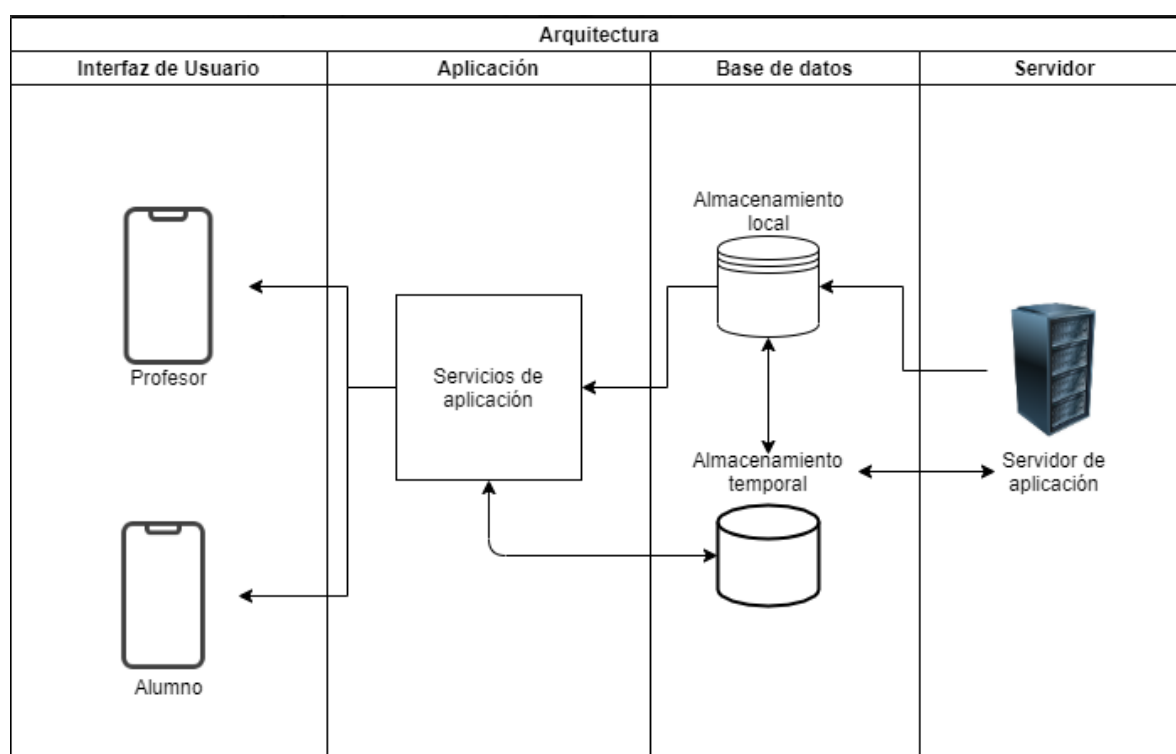 Arquitectura
Interfaz de Usuario
Aplicación
Base de datos
Servidor
Almacenamiento
local
Profesor
Servicios de
aplicación
Almacenamiento
temporal
Servidor de
aplicación
Alumno